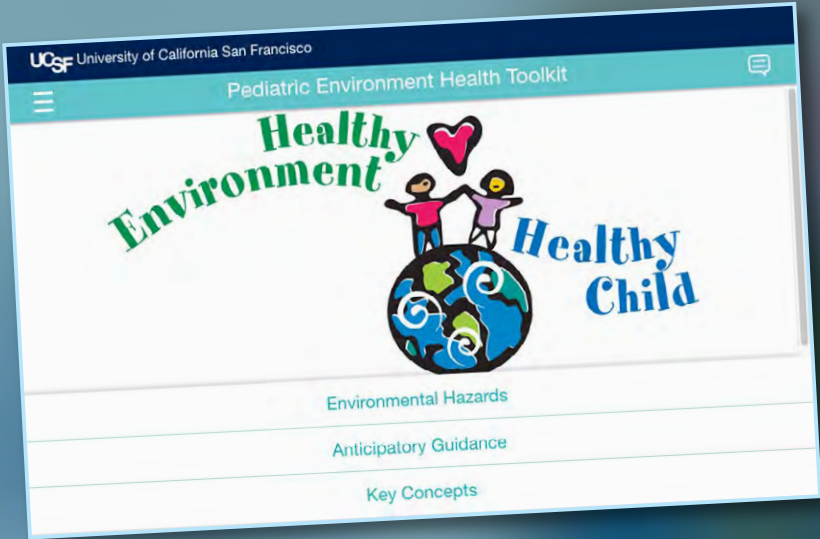 UCSF University of California San Francisco
Pediatric Environment Health Toolkit
Healthy
Environment
Healthy
Child
Environmental Hazards
Anticipatory Guidance
Key Concepts